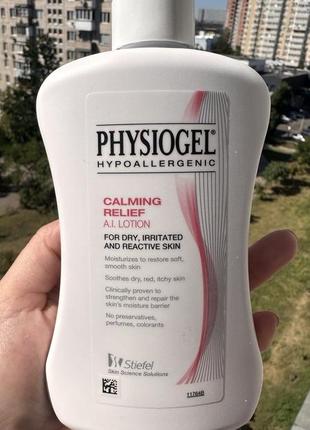 PHYSIOGEL®
HYPOALLERGENIC
CALMING
RELIEF
A.I. LOTION
FOR DRY, IRRITATED
AND REACTIVE SKIN
Moisturizes to restore soft,
smooth skin
Soothes dry, red, itchy skin
Clinically proven to
strengthen and repair the
skin's moisture barrier
No preservatives,
perfumes, colorants
Stiefel
Skin Science Solutions
11764B